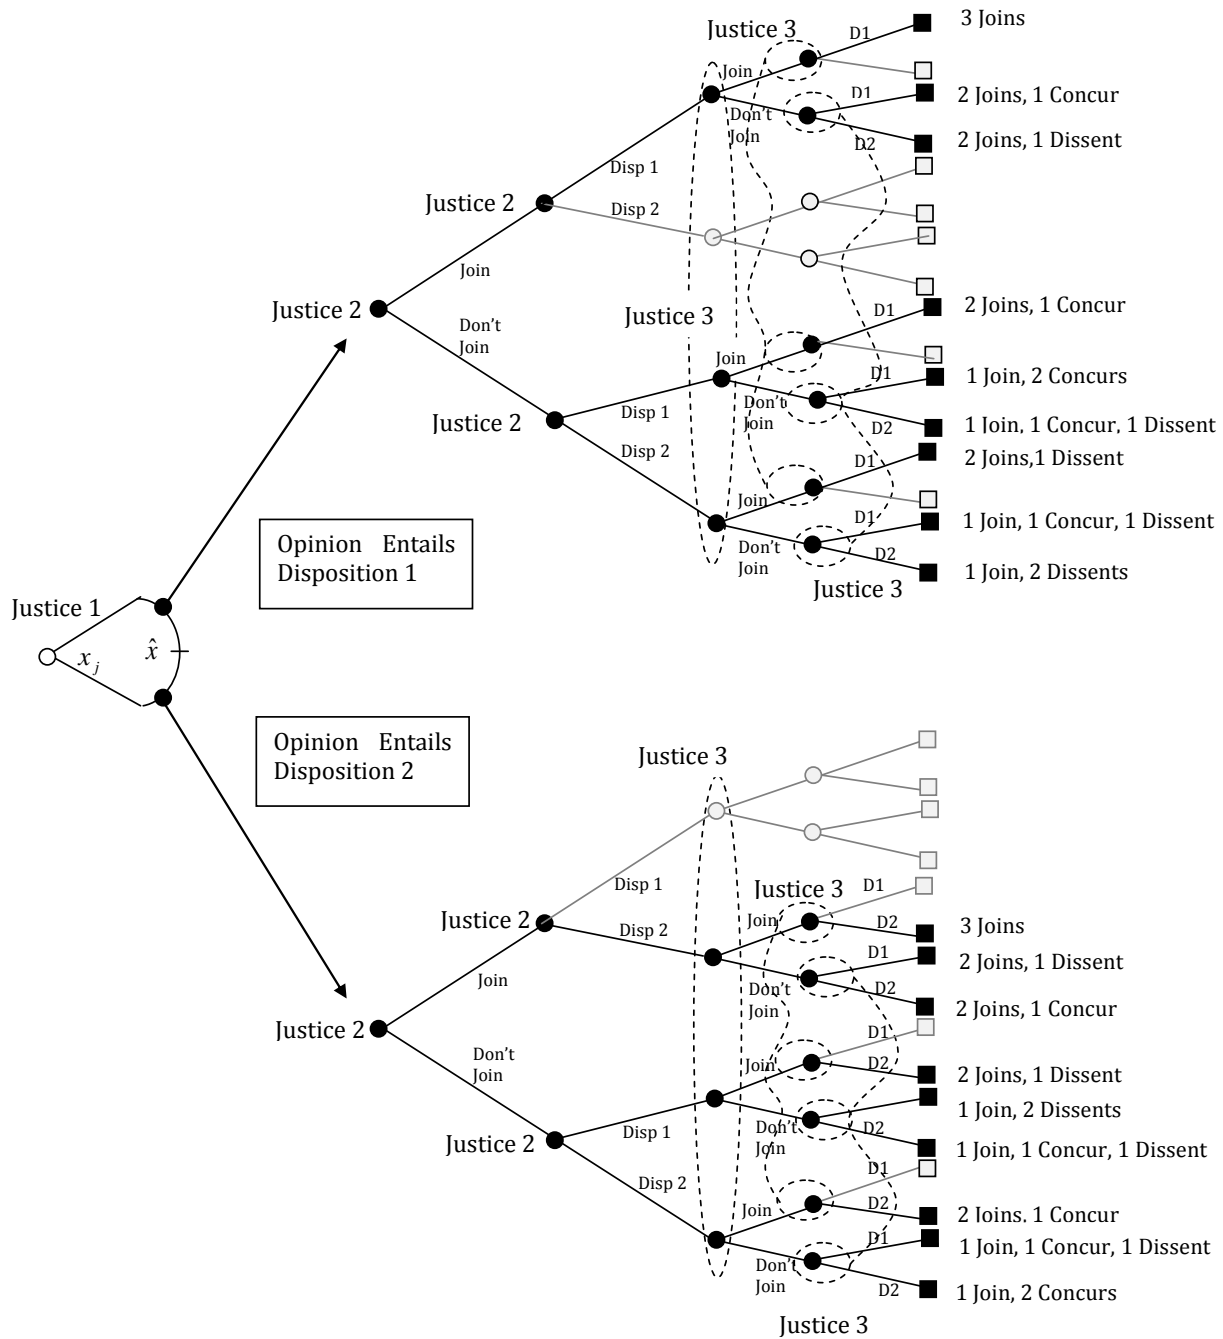 3 Joins
Justice 3
D1
Join
D1
2 Joins, 1 Concur
Don't
Join
D2
2 Joins, 1 Dissent
Disp 1
Justice 2
Disp 2
Join
Justice 2
Justice 3
D1
2 Joins, 1 Concur
Don't
Join
Join
D1
1 Join, 2 Concurs
Disp 1
Don't
Join
D2
1 Join, 1 Concur, 1 Dissent
Justice 2
Disp 2
D1
2 Joins,1 Dissent
Join
D1
1 Join, 1 Concur, 1 Dissent
Don't
Join
D2
1 Join, 2 Dissents
Justice 3
Opinion Entails
Disposition 1
Justice 1
x̂
x_j
Opinion Entails
Disposition 2
Justice 3
Disp 1
Justice 3
D1
Justice 2
Join
D2
3 Joins
Disp 2
D1
2 Joins, 1 Dissent
Join
Don't
Join
D2
2 Joins, 1 Concur
Justice 2
D1
Don't
Join
Join
D2
2 Joins, 1 Dissent
1 Join, 2 Dissents
Disp 1
Don't
Join
D2
Justice 2
1 Join, 1 Concur, 1 Dissent
D1
Disp 2
Join
D2
2 Joins, 1 Concur
D1
1 Join, 1 Concur, 1 Dissent
Don't
Join
D2
1 Join, 2 Concurs
Justice 3